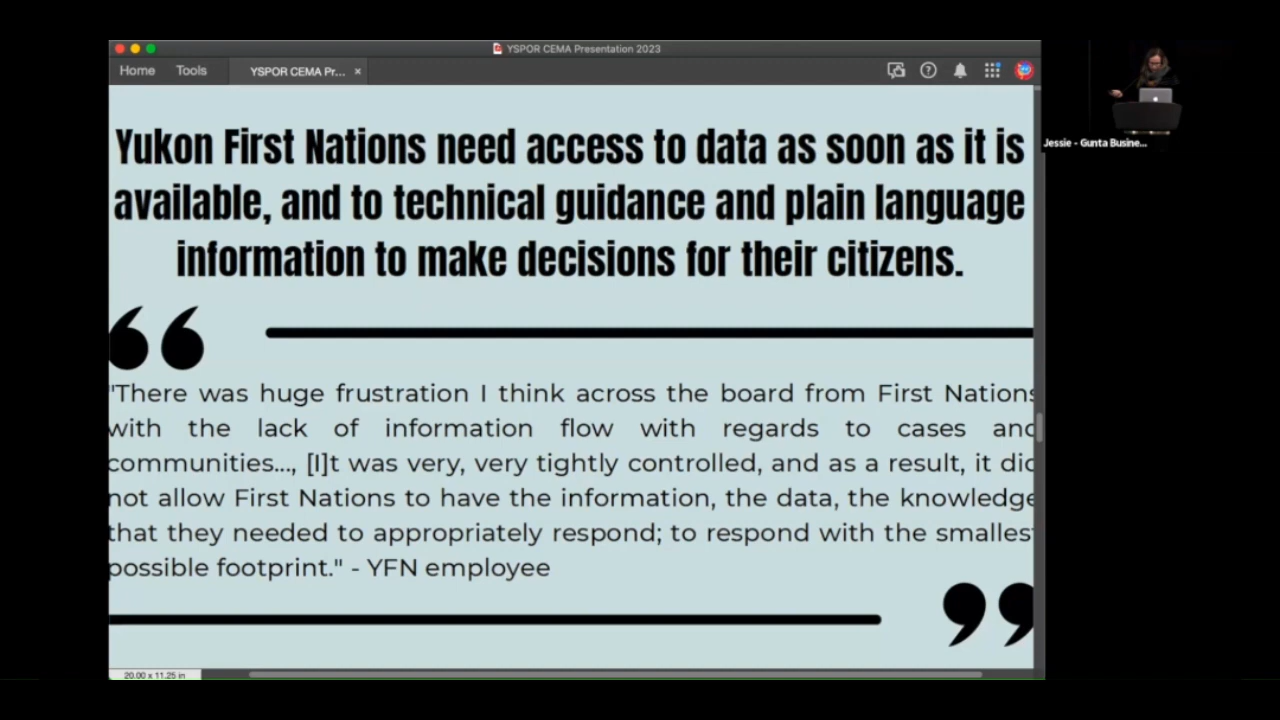 YSPOR CEMA Presentation 2023
Home Tools YSPOR CEMA Pr... ×
Jessie - Gunta Busine...
Yukon First Nations need access to data as soon as it is
available, and to technical guidance and plain language
information to make decisions for their citizens.
"There was huge frustration I think across the board from First Nations
with the lack of information flow with regards to cases and
communities..., [I]t was very, very tightly controlled, and as a result, it did
not allow First Nations to have the information, the data, the knowledge
that they needed to appropriately respond; to respond with the smallest
possible footprint." - YFN employee
20.00 x 11.25 in